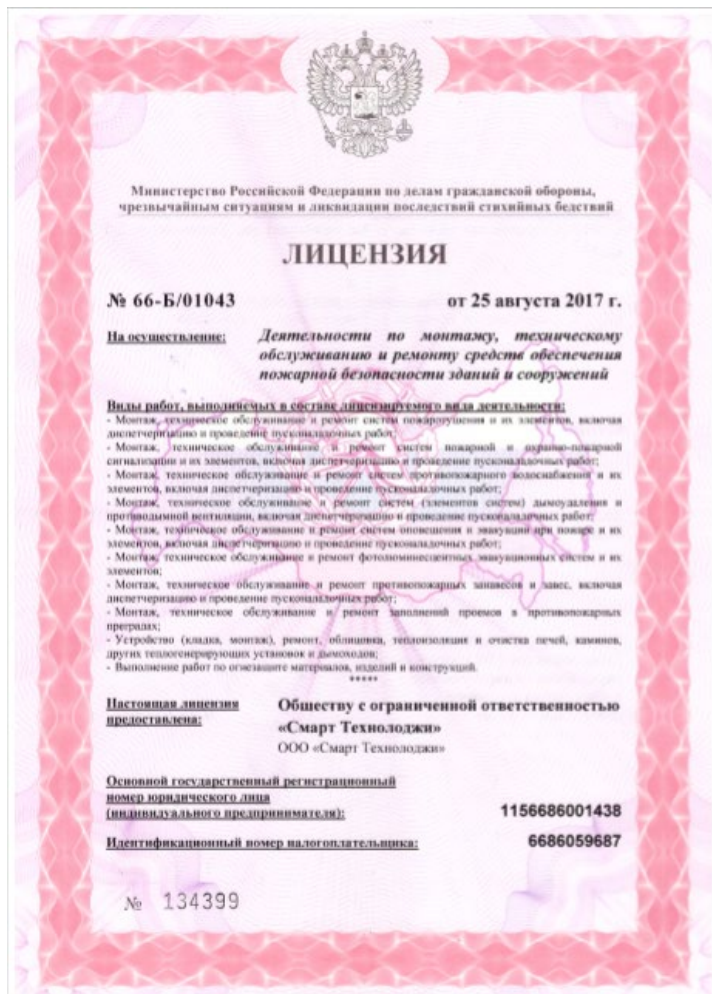 Министерство Российской Федерации по делам гражданской обороны,
чрезвычайным ситуациям и ликвидации последствий стихийных бедствий
ЛИЦЕНЗИЯ
№ 66-Б/01043 от 25 августа 2017 г.
На осуществление: Деятельности по монтажу, техническому
обслуживанию и ремонту средств обеспечения
пожарной безопасности зданий и сооружений
Виды работ, выполняемых в составе лицензируемого вида деятельности:
- Монтаж, техническое обслуживание и ремонт систем пожаротушения и их элементов, включая
диспетчеризацию и проведение пусконаладочных работ;
- Монтаж, техническое обслуживание и ремонт систем пожарной и охранно-пожарной
сигнализации и их элементов, включая диспетчеризацию и проведение пусконаладочных работ;
- Монтаж, техническое обслуживание и ремонт систем противопожарного водоснабжения и их
элементов, включая диспетчеризацию и проведение пусконаладочных работ;
- Монтаж, техническое обслуживание и ремонт систем (элементов систем) дымоудаления и
противодымной вентиляции, включая диспетчеризацию и проведение пусконаладочных работ;
- Монтаж, техническое обслуживание и ремонт систем оповещения и эвакуации при пожаре и их
элементов, включая диспетчеризацию и проведение пусконаладочных работ;
- Монтаж, техническое обслуживание и ремонт фотолюминесцентных эвакуационных систем и их
элементов;
- Монтаж, техническое обслуживание и ремонт противопожарных занавесов и завес, включая
диспетчеризацию и проведение пусконаладочных работ;
- Монтаж, техническое обслуживание и ремонт заполнений проемов в противопожарных
преградах;
- Устройство (кладка, монтаж), ремонт, облицовка, теплоизоляция и очистка печей, каминов,
других теплогенерирующих установок и дымоходов;
- Выполнение работ по огнезащите материалов, изделий и конструкций.
*****
Настоящая лицензия Обществу с ограниченной ответственностью
предоставлена: «Смарт Технолоджи»
ООО «Смарт Технолоджи»
Основной государственный регистрационный
номер юридического лица
(индивидуального предпринимателя): 1156686001438
Идентификационный номер налогоплательщика: 6686059687
№ 134399